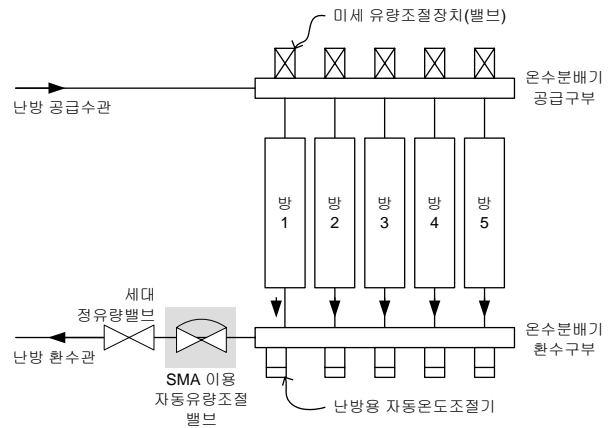 미세 유량조절장치(밸브)
온수분배기
공급구부
난방 공급수관
방
1
방
2
방
3
방
4
방
5
세대
정유량밸브
난방 환수관
SMA 이용
자동유량조절
밸브
온수분배기
환수구부
난방용 자동온도조절기